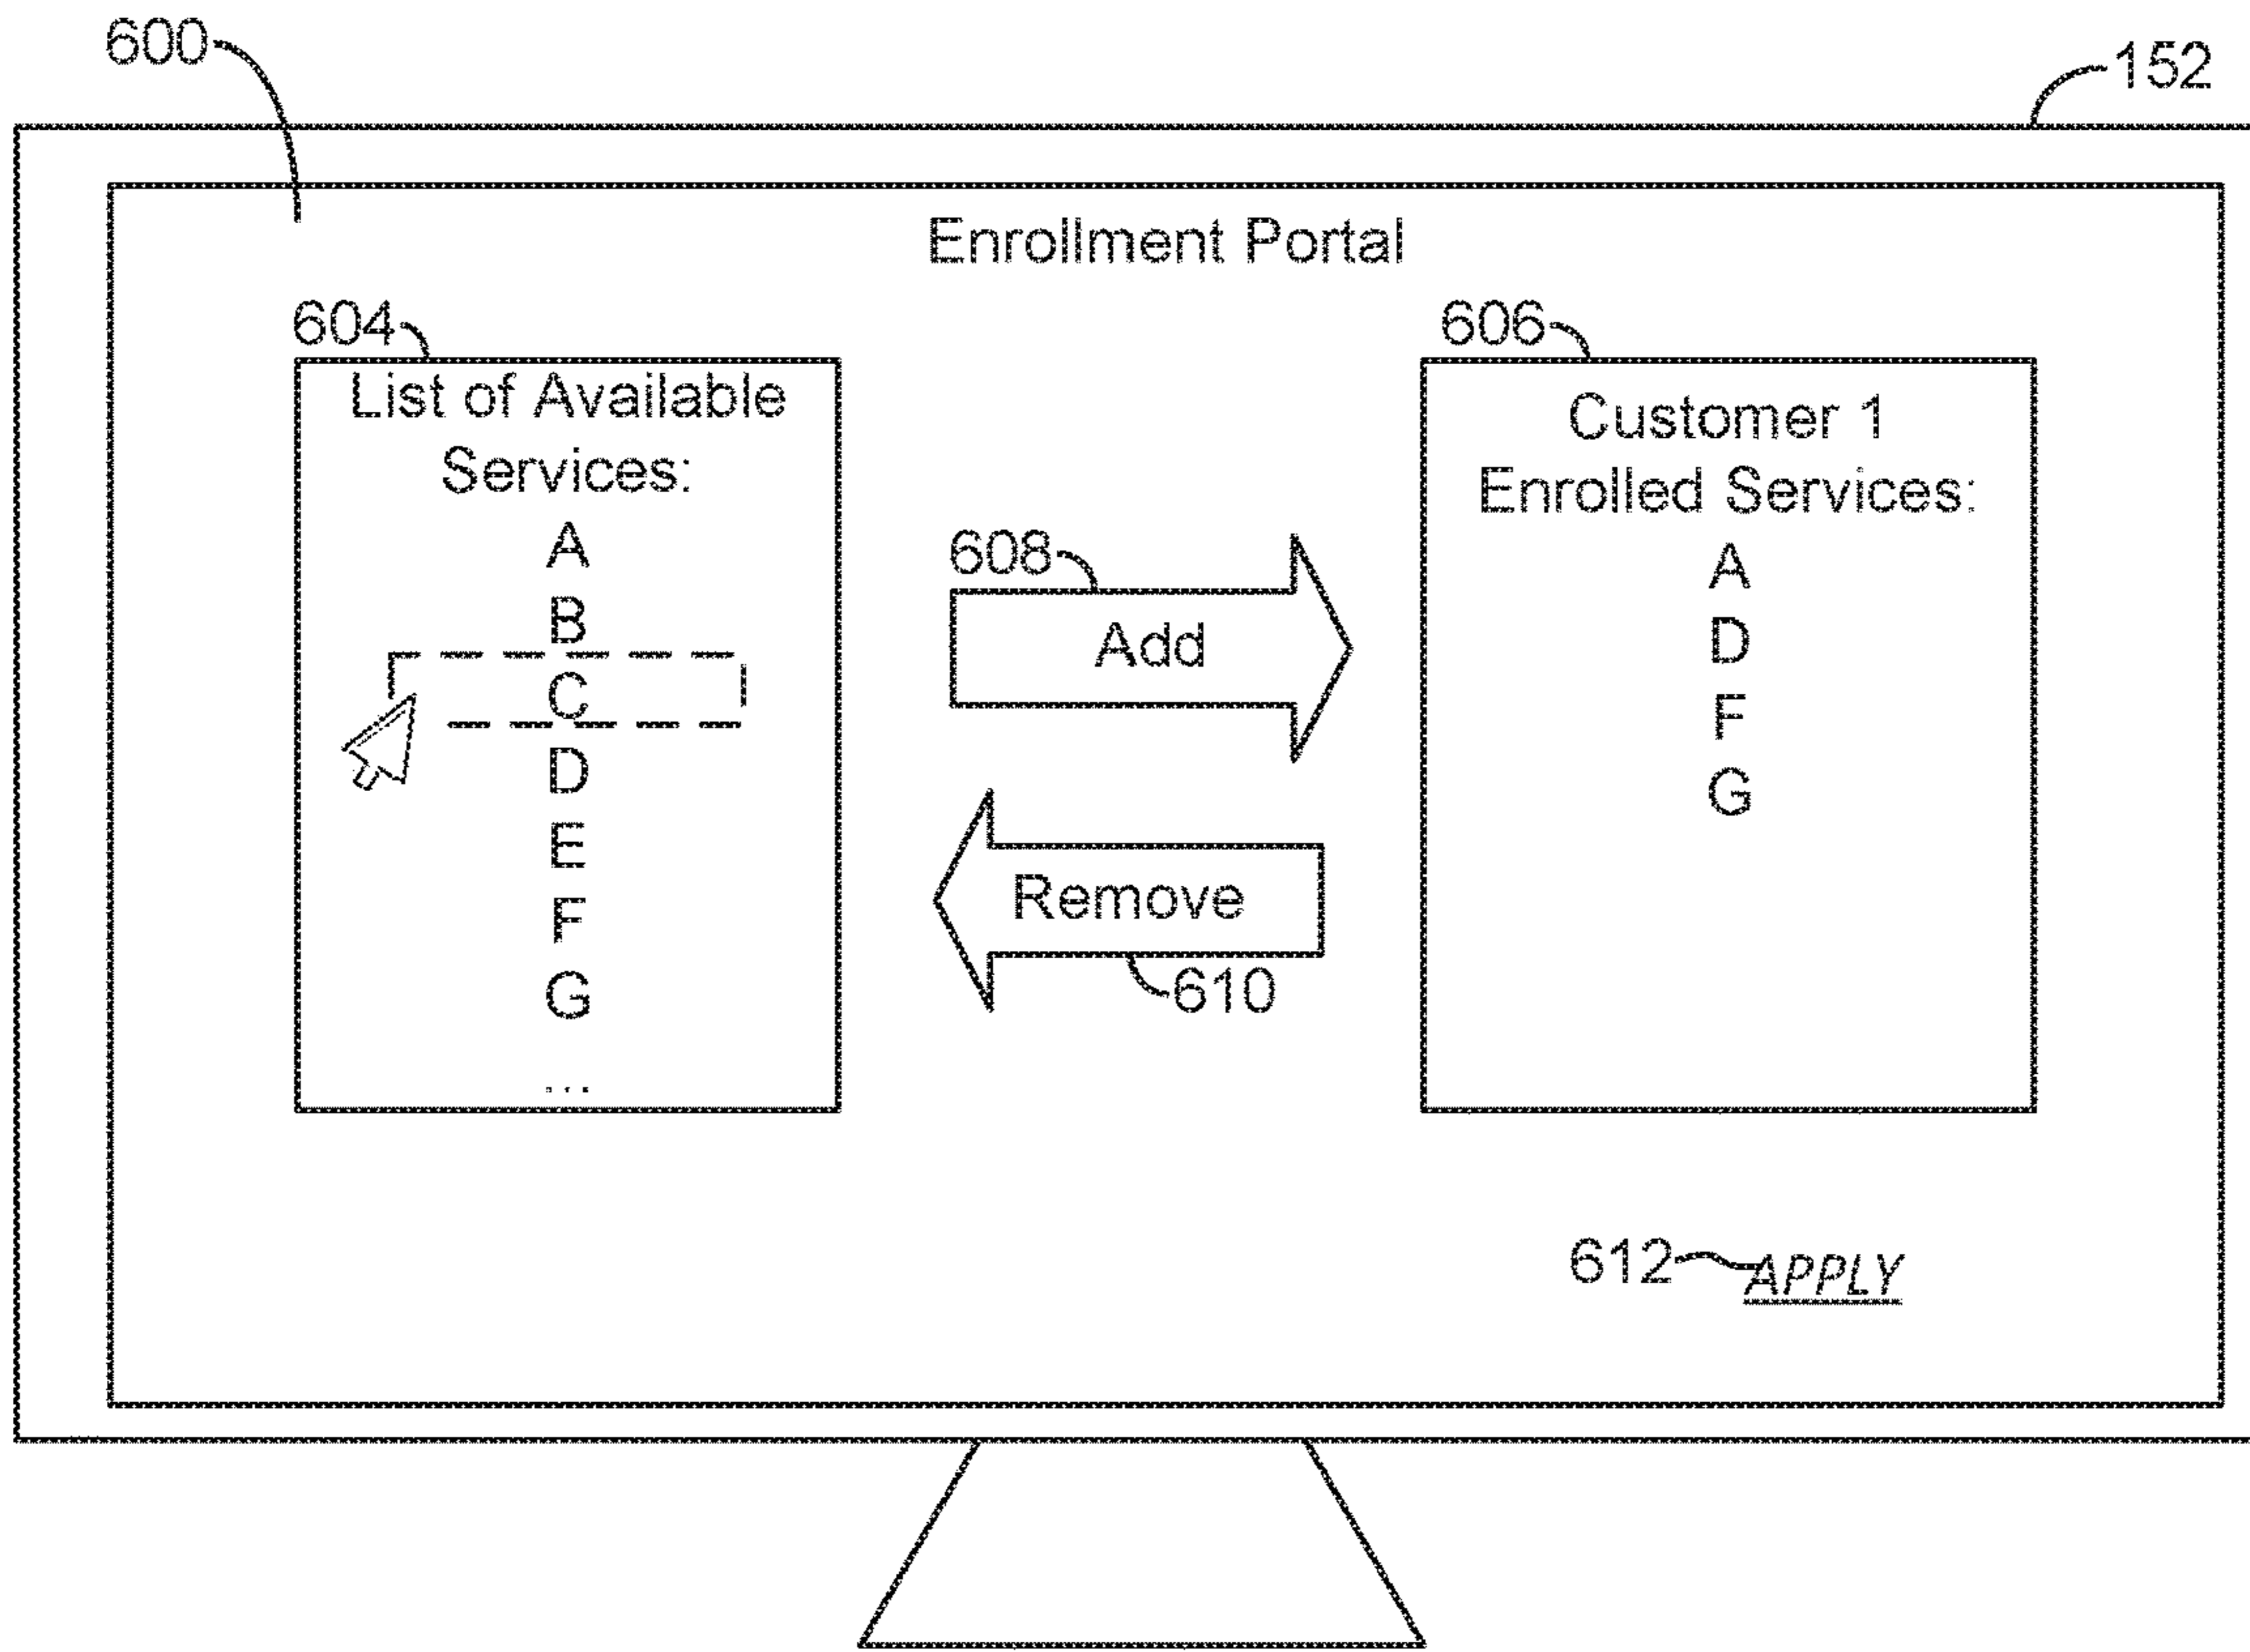 600
152
Enrollment Portal
604
List of Available
Services:
A
B
C
D
E
F
G
...
608
Add
Remove
610
606
Customer 1
Enrolled Services:
A
D
F
G
612
APPLY